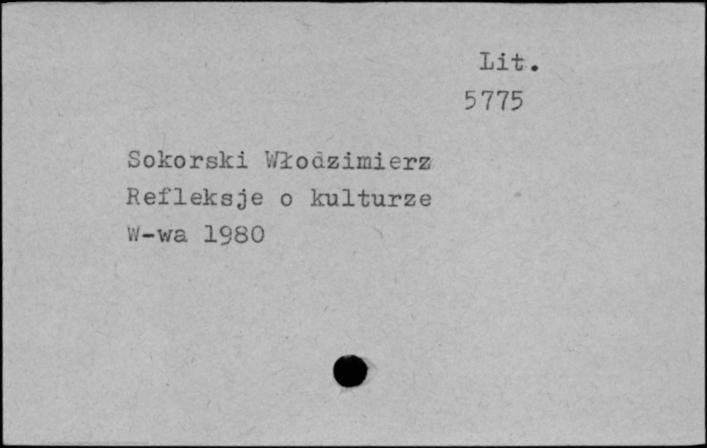 Lit.
5775
Sokorski Włodzimierz
Refleksje o kulturze
W-wa 1980